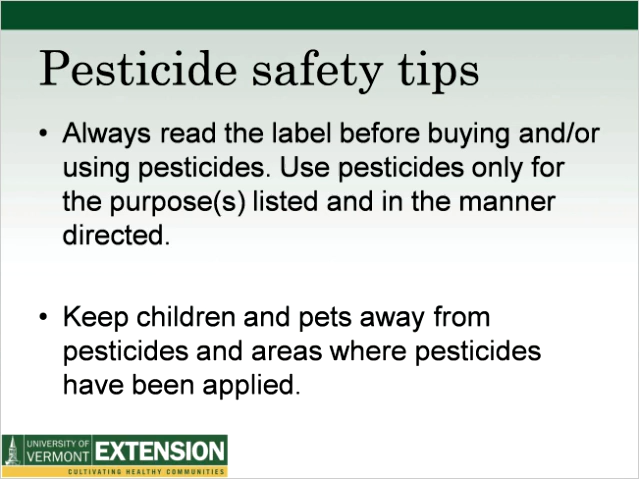 Pesticide safety tips
• Always read the label before buying and/or
using pesticides. Use pesticides only for
the purpose(s) listed and in the manner
directed.
• Keep children and pets away from
pesticides and areas where pesticides
have been applied.
UNIVERSITY OF
VERMONT EXTENSION
CULTIVATING HEALTHY COMMUNITIES